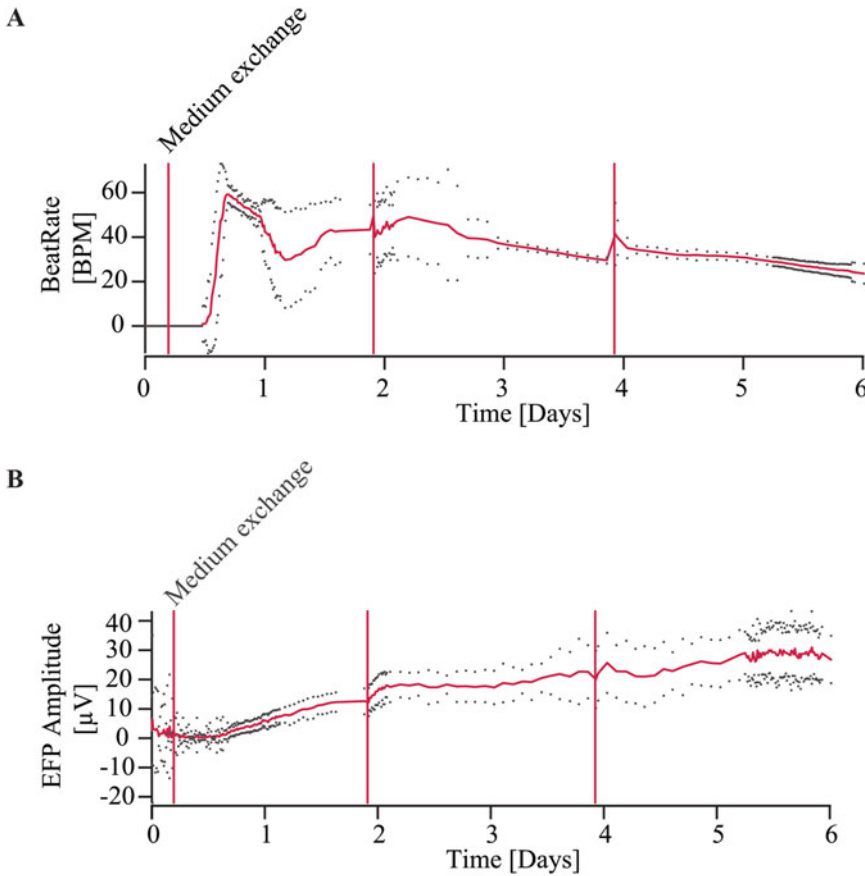 A
Medium exchange
BeatRate
[BPM]
60
40
20
0
0 1 2 3 4 5 6
Time [Days]
B
Medium exchange
EFP Amplitude
[µV]
40
30
20
10
0
-10
-20
0 1 2 3 4 5 6
Time [Days]